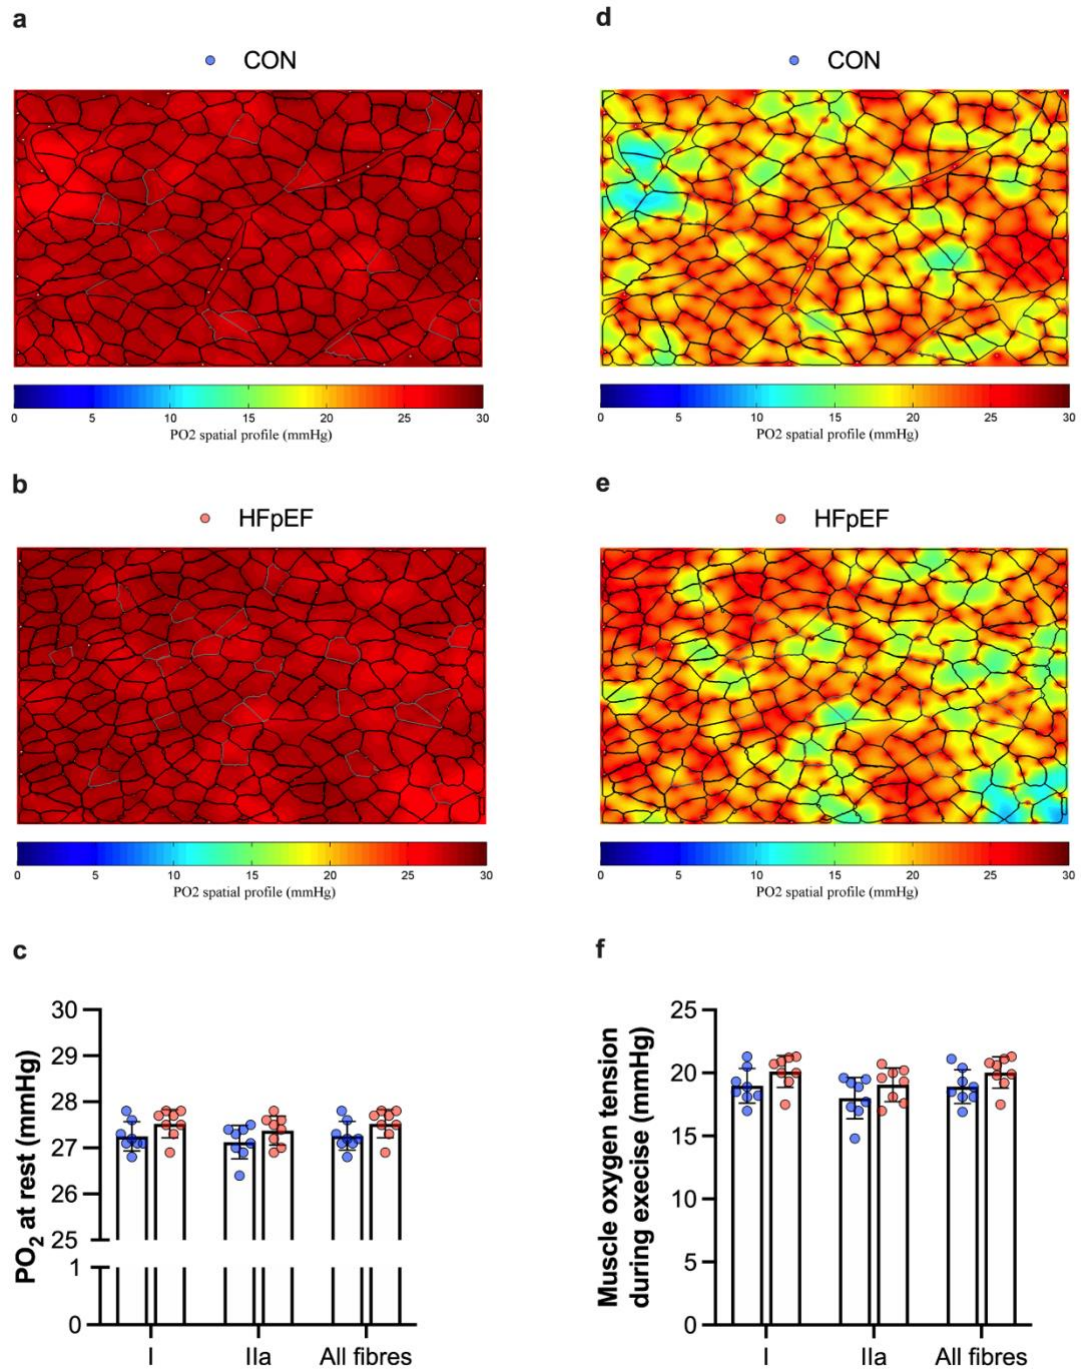 a
CON
0 5 10 15 20 25 30
PO2 spatial profile (mmHg)
b
HFpEF
0 5 10 15 20 25 30
PO2 spatial profile (mmHg)
c
PO2 at rest (mmHg)
30
29
28
27
26
25
1
0
I IIa All fibres
d
CON
0 5 10 15 20 25 30
PO2 spatial profile (mmHg)
e
HFpEF
0 5 10 15 20 25 30
PO2 spatial profile (mmHg)
f
Muscle oxygen tension
during execise (mmHg)
25
20
15
10
5
0
I IIa All fibres